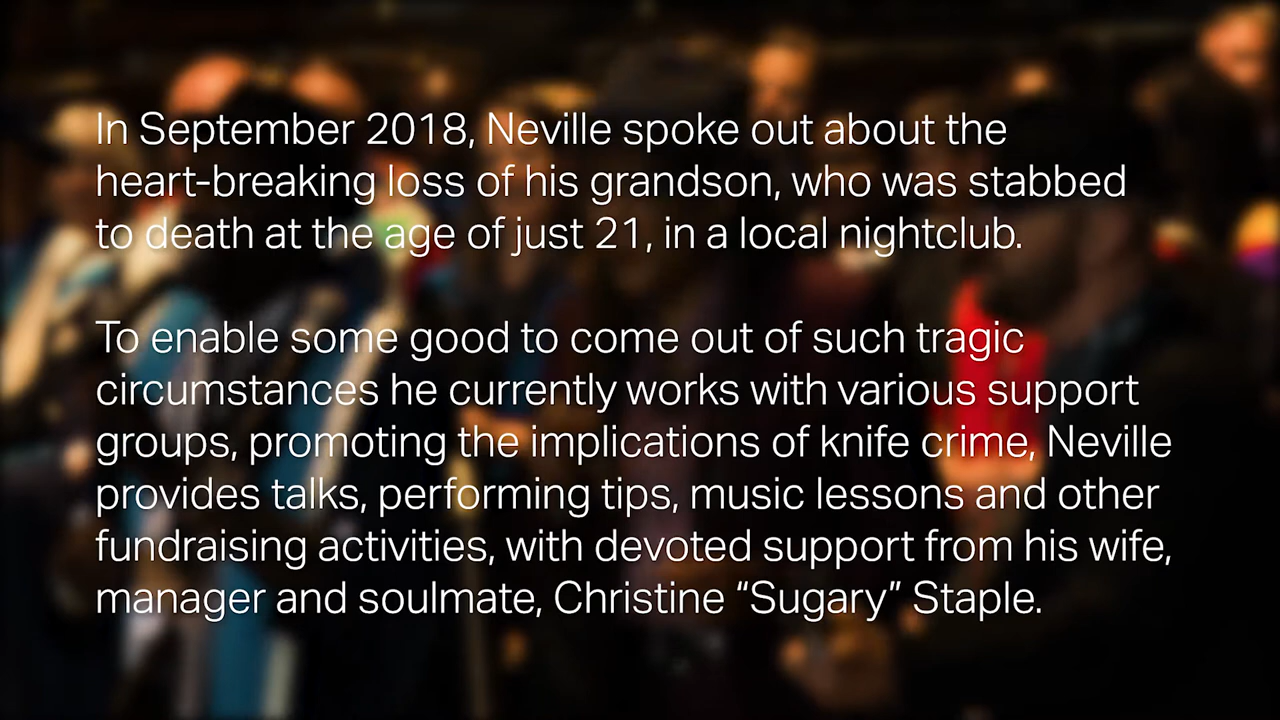 In September 2018, Neville spoke out about the
heart-breaking loss of his grandson, who was stabbed
to death at the age of just 21, in a local nightclub.
To enable some good to come out of such tragic
circumstances he currently works with various support
groups, promoting the implications of knife crime, Neville
provides talks, performing tips, music lessons and other
fundraising activities, with devoted support from his wife,
manager and soulmate, Christine “Sugary” Staple.